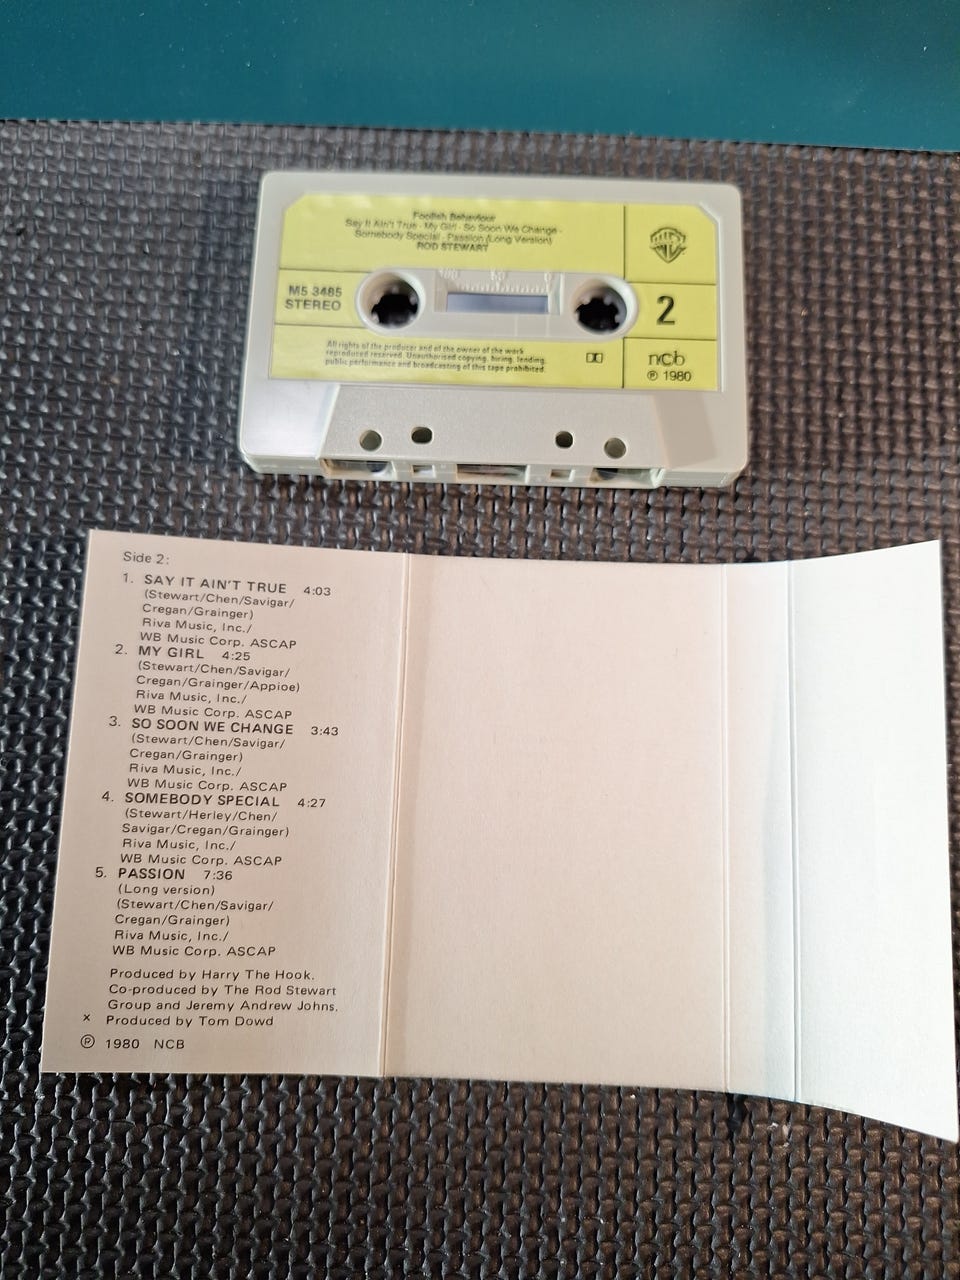 Foolish Behaviour
Say It Ain't True · My Girl · So Soon We Change ·
Somebody Special · Passion (Long Version)
ROD STEWART
M5 3485
STEREO
100 50 0
2
All rights of the producer and of the owner of the work
reproduced reserved. Unauthorised copying, hiring, lending,
public performance and broadcasting of this tape prohibited.
ncb
℗ 1980
Side 2:
1. SAY IT AIN'T TRUE 4:03
(Stewart/Chen/Savigar/
Cregan/Grainger)
Riva Music, Inc./
WB Music Corp. ASCAP
2. MY GIRL 4:25
(Stewart/Chen/Savigar/
Cregan/Grainger/Appioe)
Riva Music, Inc./
WB Music Corp. ASCAP
3. SO SOON WE CHANGE 3:43
(Stewart/Chen/Savigar/
Cregan/Grainger)
Riva Music, Inc./
WB Music Corp. ASCAP
4. SOMEBODY SPECIAL 4:27
(Stewart/Herley/Chen/
Savigar/Cregan/Grainger)
Riva Music, Inc./
WB Music Corp. ASCAP
5. PASSION 7:36
(Long version)
(Stewart/Chen/Savigar/
Cregan/Grainger)
Riva Music, Inc./
WB Music Corp. ASCAP
Produced by Harry The Hook.
Co-produced by The Rod Stewart
Group and Jeremy Andrew Johns.
× Produced by Tom Dowd
℗ 1980 NCB